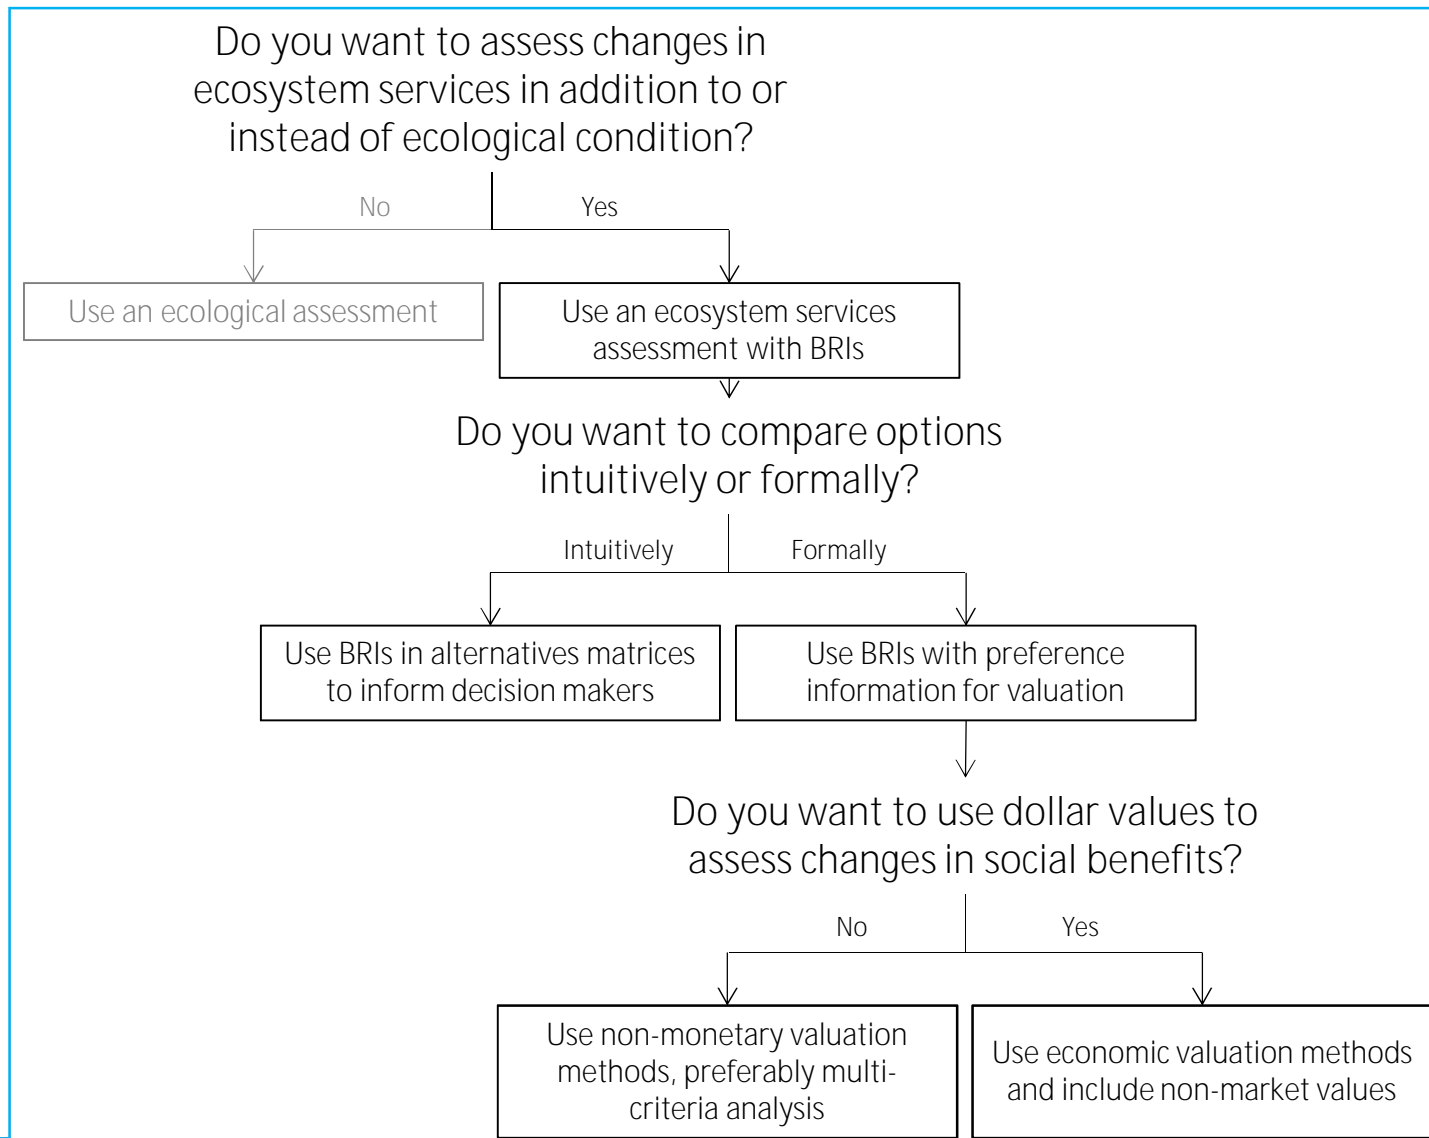 Do you want to assess changes in
ecosystem services in addition to or
instead of ecological condition?
No
Yes
Use an ecological assessment
Use an ecosystem services
assessment with BRIs
Do you want to compare options
intuitively or formally?
Intuitively
Formally
Use BRIs in alternatives matrices
to inform decision makers
Use BRIs with preference
information for valuation
Do you want to use dollar values to
assess changes in social benefits?
No
Yes
Use non-monetary valuation
methods, preferably multi-
criteria analysis
Use economic valuation methods
and include non-market values